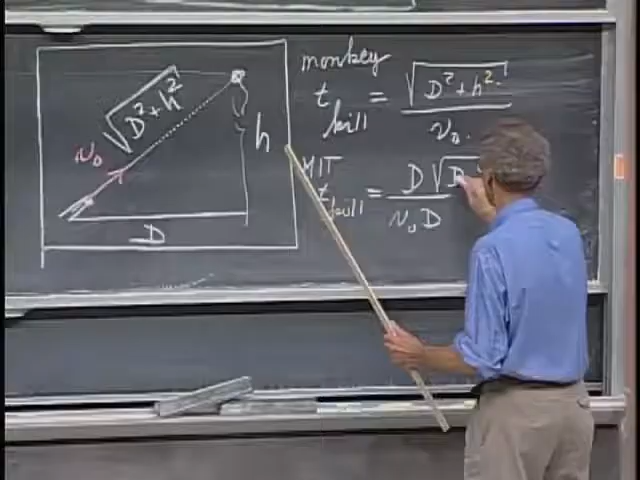 √D²+h²
v₀
h
D
monkey
t kill = √D²+h² / v₀
MIT
t kill = D√D / v₀D